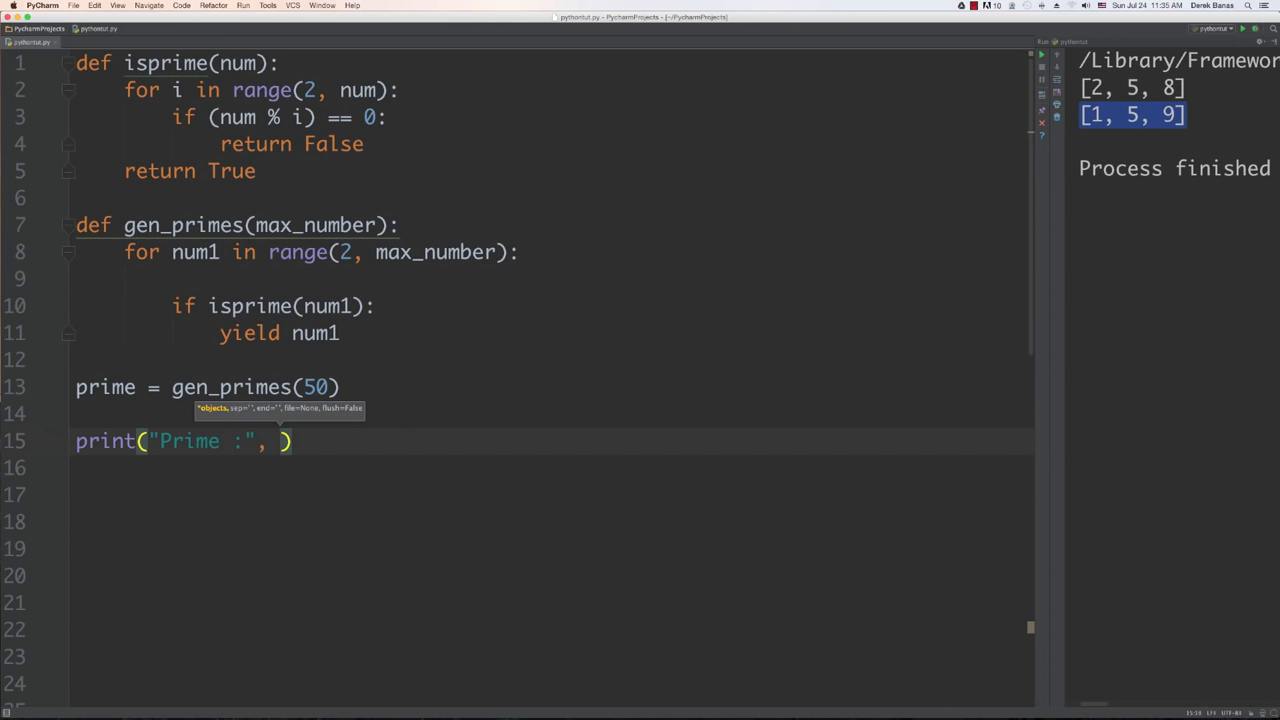 PyCharm File Edit View Navigate Code Refactor Run Tools VCS Window Help 10 Sun Jul 24 11:35 AM Derek Banas
pythontut.py - PycharmProjects - [~/PycharmProjects]
PycharmProjects pythontut.py pythontut
pythontut.py Run pythontut
1 def isprime(num):
2 for i in range(2, num):
3 if (num % i) == 0:
4 return False
5 return True
6
7 def gen_primes(max_number):
8 for num1 in range(2, max_number):
9
10 if isprime(num1):
11 yield num1
12
13 prime = gen_primes(50)
*objects, sep=' ', end='', file=None, flush=False
14
15 print("Prime :", )
16
17
18
19
20
21
22
23
24
/Library/Framewor
[2, 5, 8]
[1, 5, 9]
Process finished
15:18 LF‡ UTF-8‡